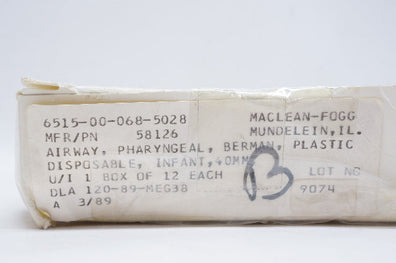 6515-00-068-5028 MACLEAN-FOGG
MFR/PN 58126 MUNDELEIN,IL.
AIRWAY, PHARYNGEAL, BERMAN, PLASTIC
DISPOSABLE, INFANT,40MM
U/I 1 BOX OF 12 EACH LOT NO
DLA 120-89-MEG38 9074
A 3/89
B